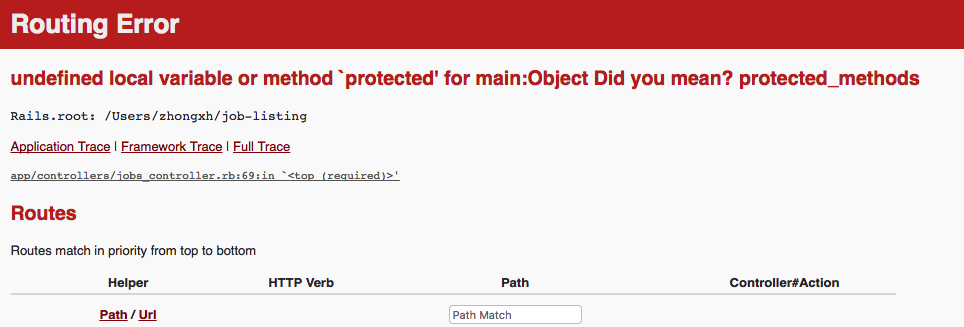 Routing Error
undefined local variable or method `protected' for main:Object Did you mean? protected_methods
Rails.root: /Users/zhongxh/job-listing
Application Trace | Framework Trace | Full Trace
app/controllers/jobs_controller.rb:69:in `<top (required)>'
Routes
Routes match in priority from top to bottom
Helper HTTP Verb Path Controller#Action
Path / Url Path Match